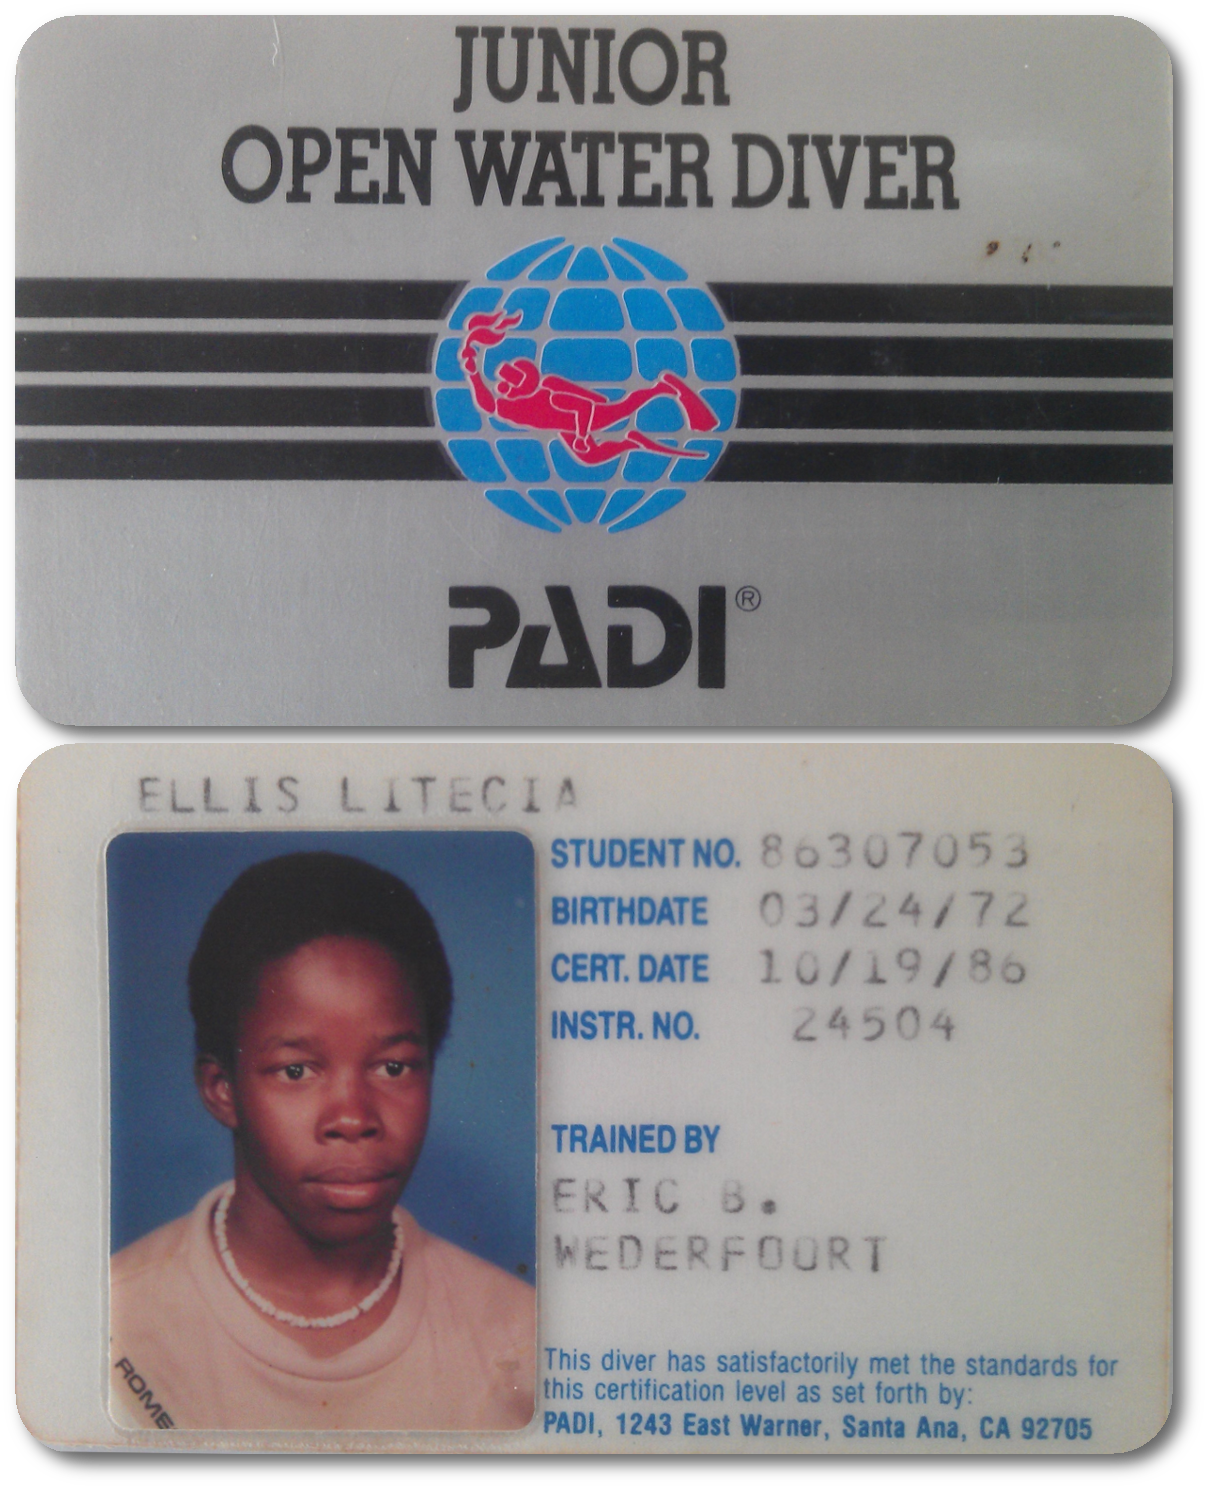 JUNIOR
OPEN WATER DIVER
PADI®
ELLIS LITECIA
STUDENT NO. 86307053
BIRTHDATE 03/24/72
CERT. DATE 10/19/86
INSTR. NO. 24504
TRAINED BY
ERIC B.
WEDERFOORT
This diver has satisfactorily met the standards for
this certification level as set forth by:
PADI, 1243 East Warner, Santa Ana, CA 92705
ROME